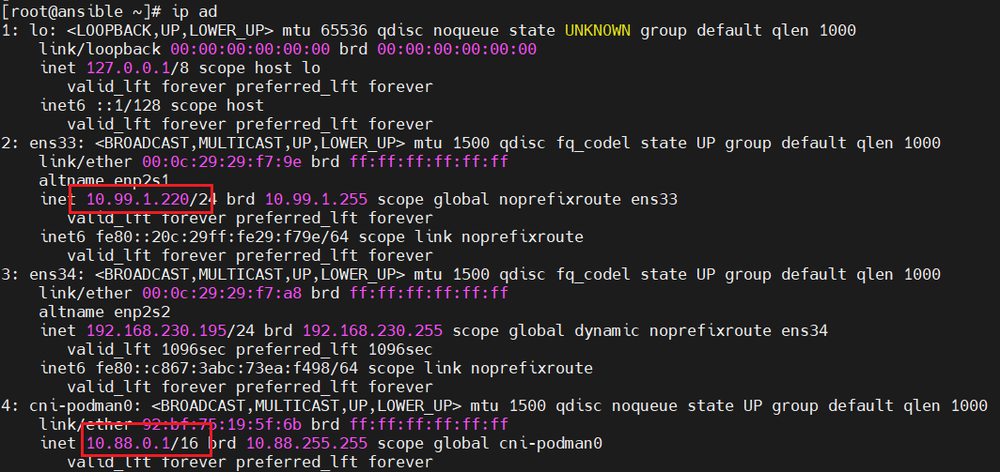 [root@ansible ~]# ip ad
1: lo: <LOOPBACK,UP,LOWER_UP> mtu 65536 qdisc noqueue state UNKNOWN group default qlen 1000
    link/loopback 00:00:00:00:00:00 brd 00:00:00:00:00:00
    inet 127.0.0.1/8 scope host lo
       valid_lft forever preferred_lft forever
    inet6 ::1/128 scope host
       valid_lft forever preferred_lft forever
2: ens33: <BROADCAST,MULTICAST,UP,LOWER_UP> mtu 1500 qdisc fq_codel state UP group default qlen 1000
    link/ether 00:0c:29:29:f7:9e brd ff:ff:ff:ff:ff:ff
    altname enp2s1
    inet 10.99.1.220/24 brd 10.99.1.255 scope global noprefixroute ens33
       valid_lft forever preferred_lft forever
    inet6 fe80::20c:29ff:fe29:f79e/64 scope link noprefixroute
       valid_lft forever preferred_lft forever
3: ens34: <BROADCAST,MULTICAST,UP,LOWER_UP> mtu 1500 qdisc fq_codel state UP group default qlen 1000
    link/ether 00:0c:29:29:f7:a8 brd ff:ff:ff:ff:ff:ff
    altname enp2s2
    inet 192.168.230.195/24 brd 192.168.230.255 scope global dynamic noprefixroute ens34
       valid_lft 1096sec preferred_lft 1096sec
    inet6 fe80::c867:3abc:73ea:f498/64 scope link noprefixroute
       valid_lft forever preferred_lft forever
4: cni-podman0: <BROADCAST,MULTICAST,UP,LOWER_UP> mtu 1500 qdisc noqueue state UP group default qlen 1000
    link/ether 92:bf:75:19:5f:6b brd ff:ff:ff:ff:ff:ff
    inet 10.88.0.1/16 brd 10.88.255.255 scope global cni-podman0
       valid_lft forever preferred_lft forever